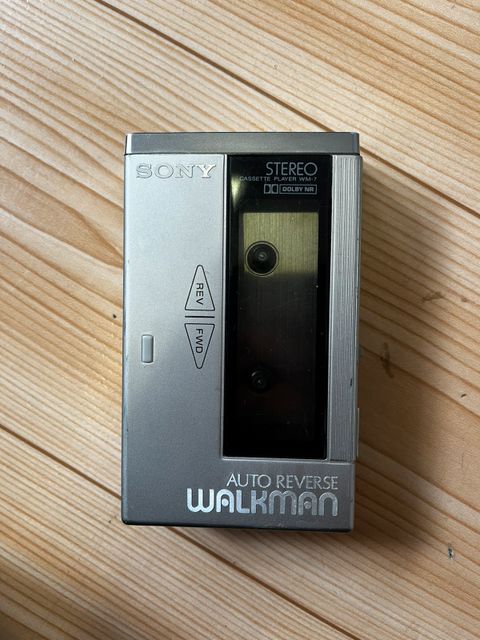 SONY
STEREO
CASSETTE PLAYER WM-7
DOLBY NR
REV
FWD
AUTO REVERSE
WALKMAN